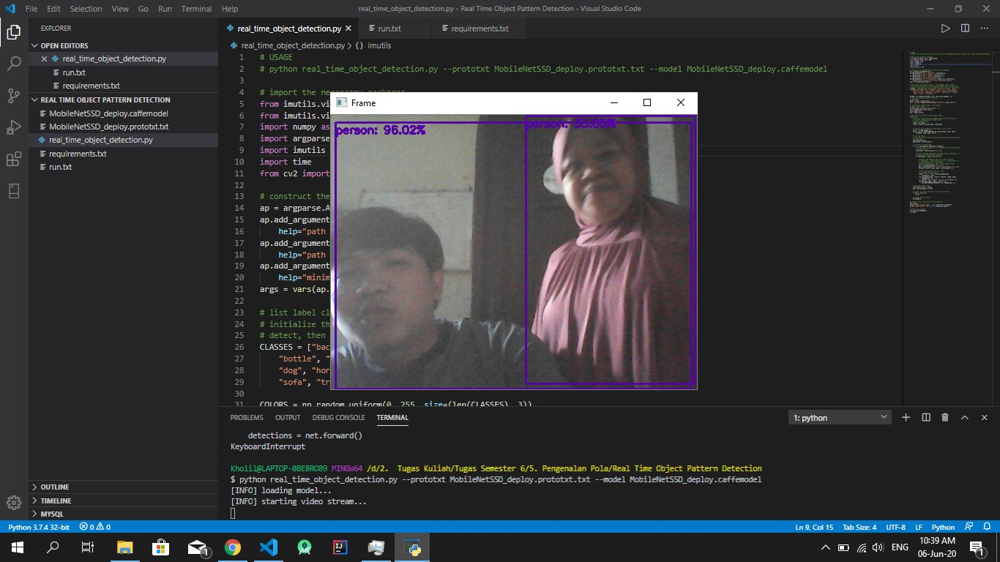 File Edit Selection View Go Run Terminal Help
real_time_object_detection.py - Real Time Object Pattern Detection - Visual Studio Code
EXPLORER
OPEN EDITORS
real_time_object_detection.py
run.txt
requirements.txt
REAL TIME OBJECT PATTERN DETECTION
MobileNetSSD_deploy.caffemodel
MobileNetSSD_deploy.prototxt.txt
real_time_object_detection.py
requirements.txt
run.txt
OUTLINE
TIMELINE
MYSQL
real_time_object_detection.py
run.txt
requirements.txt
real_time_object_detection.py > {} imutils
1 # USAGE
2 # python real_time_object_detection.py --prototxt MobileNetSSD_deploy.prototxt.txt --model MobileNetSSD_deploy.caffemodel
3
4 # import the
5 from imutils.vi
6 from imutils.vi
7 import numpy as
8 import argparse
9 import imutils
10 import time
11 from cv2 import
12
13 # construct the
14 ap = argparse.A
15 ap.add_argument
16 help="path
17 ap.add_argument
18 help="path
19 ap.add_argument
20 help="minim
21 args = vars(ap.
22
23 # list label cl
24 # initialize th
25 # detect, then
26 CLASSES = ["bac
27 "bottle", "
28 "dog", "hor
29 "sofa", "tr
30
31 COLORS = np.random.uniform(0, 255, size=(len(CLASSES), 3))
Frame
person: 96.02%
person:
PROBLEMS OUTPUT DEBUG CONSOLE TERMINAL
1: python
detections = net.forward()
KeyboardInterrupt
Kholil@LAPTOP-08E8RO89 MINGW64 /d/2. Tugas Kuliah/Tugas Semester 6/5. Pengenalan Pola/Real Time Object Pattern Detection
$ python real_time_object_detection.py --prototxt MobileNetSSD_deploy.prototxt.txt --model MobileNetSSD_deploy.caffemodel
[INFO] loading model...
[INFO] starting video stream...
Python 3.7.4 32-bit 0 0
Ln 9, Col 15 Tab Size: 4 UTF-8 LF Python
1
ENG
10:39 AM
06-Jun-20
1